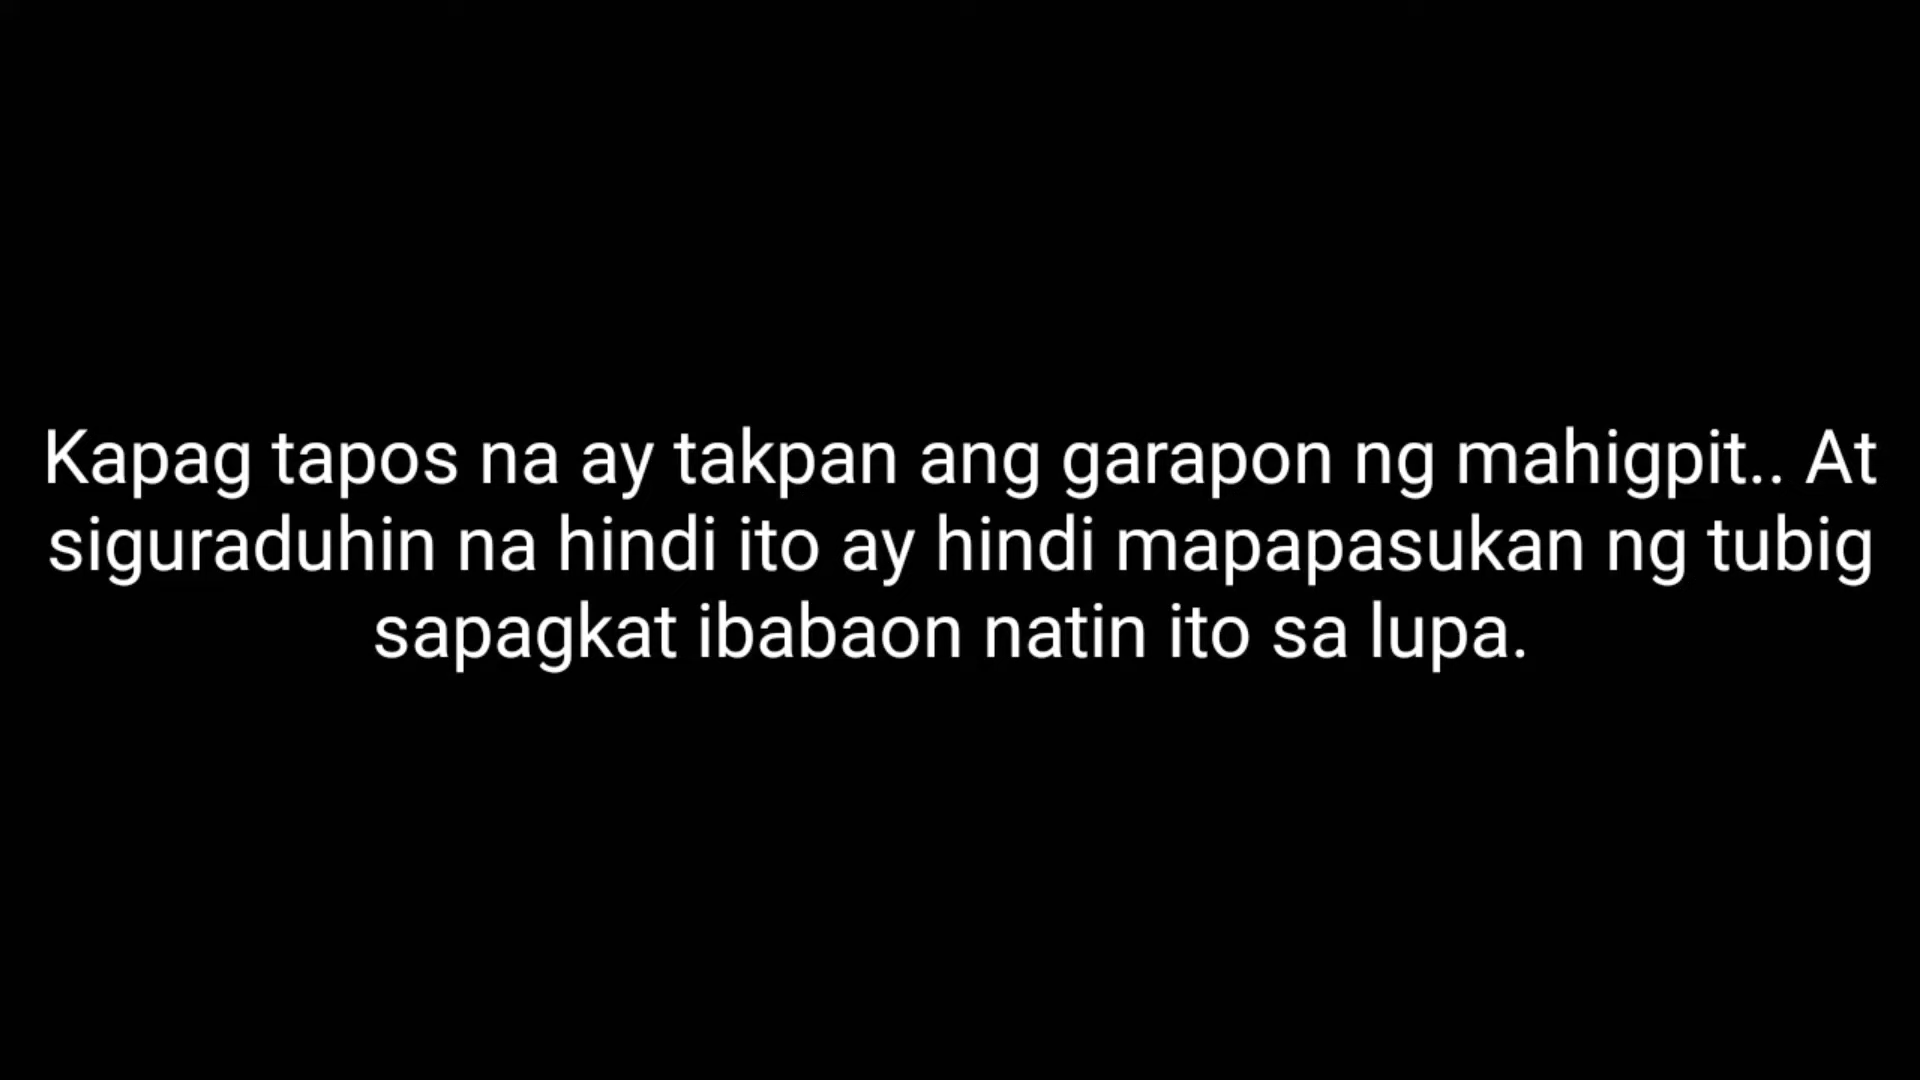 Kapag tapos na ay takpan ang garapon ng mahigpit.. At
siguraduhin na hindi ito ay hindi mapapasukan ng tubig
sapagkat ibabaon natin ito sa lupa.